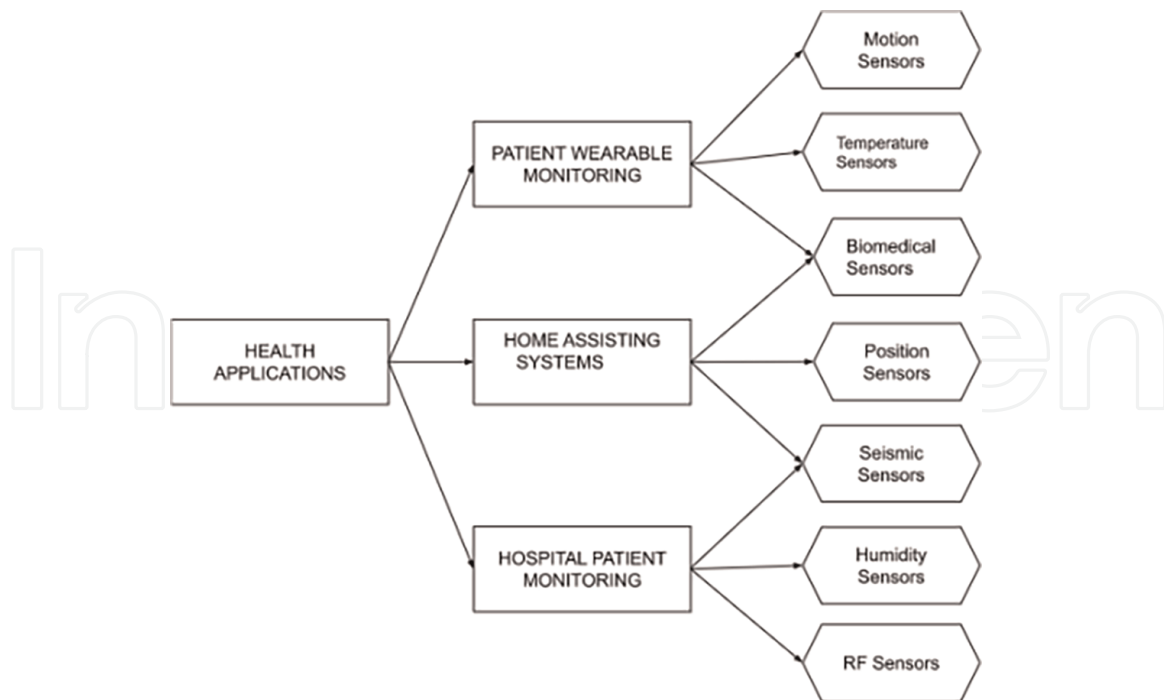 Motion
Sensors
PATIENT WEARABLE
MONITORING
Temperature
Sensors
Biomedical
Sensors
HEALTH
APPLICATIONS
HOME ASSISTING
SYSTEMS
Position
Sensors
Seismic
Sensors
HOSPITAL PATIENT
MONITORING
Humidity
Sensors
RF Sensors